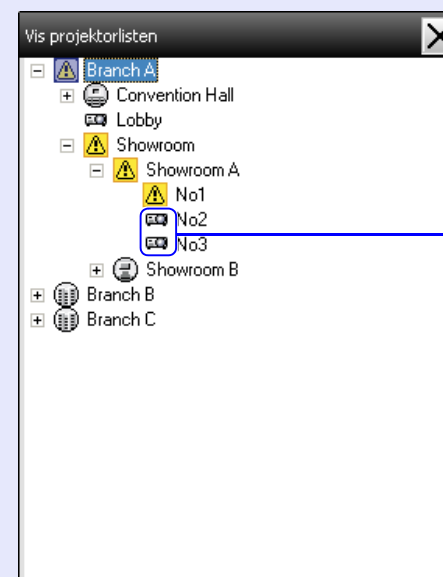 Vis projektorlisten
Branch A
Convention Hall
Lobby
Showroom
Showroom A
No1
No2
No3
Showroom B
Branch B
Branch C